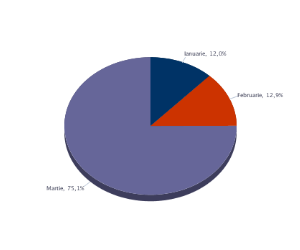 Ianuarie, 12,0%
Februarie, 12,9%
Martie, 75,1%